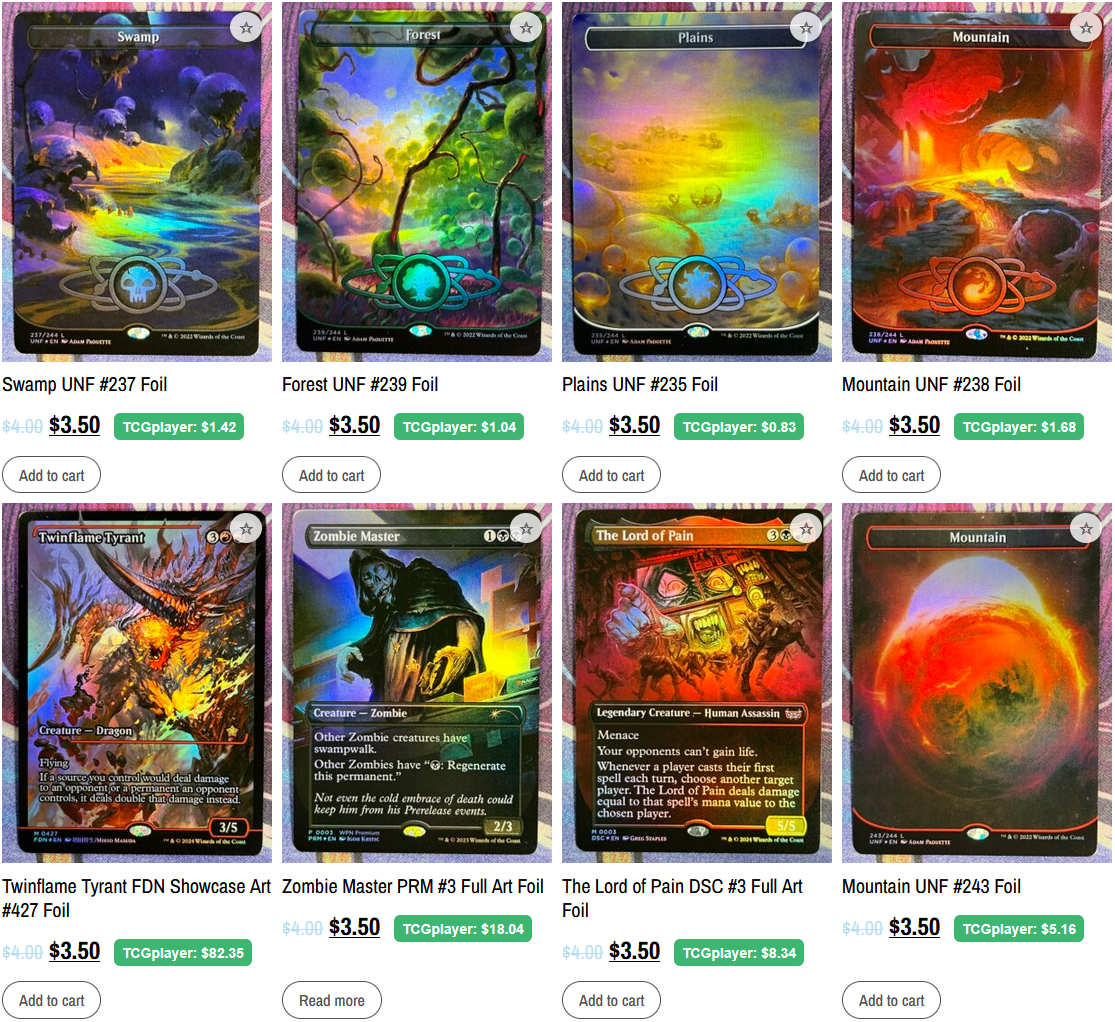 Swamp
237/244 L
UNF • EN ADAM PAQUETTE
™ & © 2022 Wizards of the Coast
Forest
239/244 L
UNF • EN ADAM PAQUETTE
™ & © 2022 Wizards of the Coast
Plains
235/244 L
UNF • EN ADAM PAQUETTE
™ & © 2022 Wizards of the Coast
Mountain
238/244 L
UNF • EN ADAM PAQUETTE
™ & © 2022 Wizards of the Coast
Swamp UNF #237 Foil
$4.00 $3.50 TCGplayer: $1.42
Add to cart
Forest UNF #239 Foil
$4.00 $3.50 TCGplayer: $1.04
Add to cart
Plains UNF #235 Foil
$4.00 $3.50 TCGplayer: $0.83
Add to cart
Mountain UNF #238 Foil
$4.00 $3.50 TCGplayer: $1.68
Add to cart
Twinflame Tyrant
3
Creature — Dragon
Flying
If a source you control would deal damage
to an opponent or a permanent an opponent
controls, it deals double that damage instead.
3/5
M 0427
FDN • EN
™ & © 2024 Wizards of the Coast
Zombie Master
1
Creature — Zombie
Other Zombie creatures have
swampwalk.
Other Zombies have “: Regenerate
this permanent.”
Not even the cold embrace of death could
keep him from his Prerelease events.
2/3
P 0003 WPN Premium
PRM • EN
™ & © 2023 Wizards of the Coast
The Lord of Pain
3
Legendary Creature — Human Assassin
Menace
Your opponents can’t gain life.
Whenever a player casts their first
spell each turn, choose another target
player. The Lord of Pain deals damage
equal to that spell’s mana value to the
chosen player.
5/5
M 0003
DSC • EN GREG STAPLES
™ & © 2024 Wizards of the Coast
Mountain
243/244 L
UNF • EN ADAM PAQUETTE
™ & © 2022 Wizards of the Coast
Twinflame Tyrant FDN Showcase Art
#427 Foil
$4.00 $3.50 TCGplayer: $82.35
Add to cart
Zombie Master PRM #3 Full Art Foil
$4.00 $3.50 TCGplayer: $18.04
Read more
The Lord of Pain DSC #3 Full Art
Foil
$4.00 $3.50 TCGplayer: $8.34
Add to cart
Mountain UNF #243 Foil
$4.00 $3.50 TCGplayer: $5.16
Add to cart